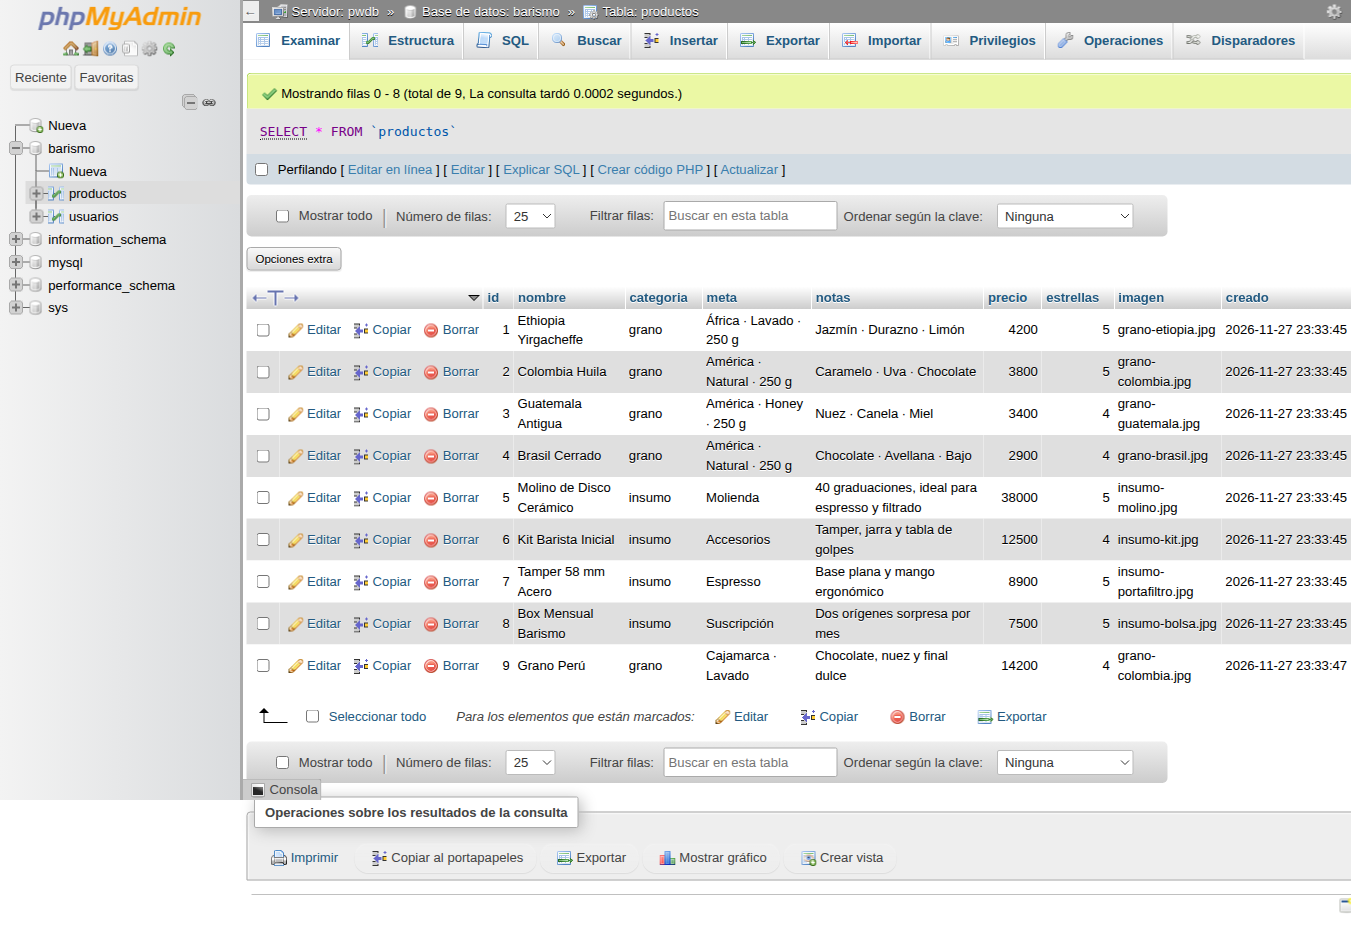 phpMyAdmin
Reciente Favoritas
Nueva
barismo
Nueva
productos
usuarios
information_schema
mysql
performance_schema
sys
← Servidor: pwdb » Base de datos: barismo » Tabla: productos
Examinar Estructura SQL Buscar Insertar Exportar Importar Privilegios Operaciones Disparadores
Mostrando filas 0 - 8 (total de 9, La consulta tardó 0.0002 segundos.)
SELECT * FROM `productos`
Perfilando [ Editar en línea ] [ Editar ] [ Explicar SQL ] [ Crear código PHP ] [ Actualizar ]
Mostrar todo | Número de filas: 25 Filtrar filas: Buscar en esta tabla Ordenar según la clave: Ninguna
Opciones extra
←T→ id nombre categoria meta notas precio estrellas imagen creado
Editar Copiar Borrar 1 Ethiopia Yirgacheffe grano África · Lavado · 250 g Jazmín · Durazno · Limón 4200 5 grano-etiopia.jpg 2026-11-27 23:33:45
Editar Copiar Borrar 2 Colombia Huila grano América · Natural · 250 g Caramelo · Uva · Chocolate 3800 5 grano-colombia.jpg 2026-11-27 23:33:45
Editar Copiar Borrar 3 Guatemala Antigua grano América · Honey · 250 g Nuez · Canela · Miel 3400 4 grano-guatemala.jpg 2026-11-27 23:33:45
Editar Copiar Borrar 4 Brasil Cerrado grano América · Natural · 250 g Chocolate · Avellana · Bajo 2900 4 grano-brasil.jpg 2026-11-27 23:33:45
Editar Copiar Borrar 5 Molino de Disco Cerámico insumo Molienda 40 graduaciones, ideal para espresso y filtrado 38000 5 insumo-molino.jpg 2026-11-27 23:33:45
Editar Copiar Borrar 6 Kit Barista Inicial insumo Accesorios Tamper, jarra y tabla de golpes 12500 4 insumo-kit.jpg 2026-11-27 23:33:45
Editar Copiar Borrar 7 Tamper 58 mm Acero insumo Espresso Base plana y mango ergonómico 8900 5 insumo-portafiltro.jpg 2026-11-27 23:33:45
Editar Copiar Borrar 8 Box Mensual Barismo insumo Suscripción Dos orígenes sorpresa por mes 7500 5 insumo-bolsa.jpg 2026-11-27 23:33:45
Editar Copiar Borrar 9 Grano Perú grano Cajamarca · Lavado Chocolate, nuez y final dulce 14200 4 grano-colombia.jpg 2026-11-27 23:33:47
Seleccionar todo Para los elementos que están marcados: Editar Copiar Borrar Exportar
Mostrar todo | Número de filas: 25 Filtrar filas: Buscar en esta tabla Ordenar según la clave: Ninguna
Consola
Operaciones sobre los resultados de la consulta
Imprimir Copiar al portapapeles Exportar Mostrar gráfico Crear vista